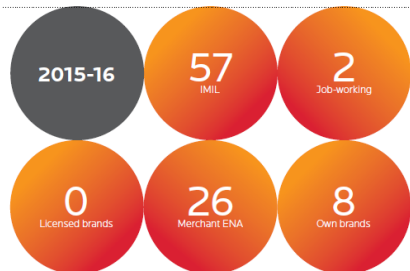 2015-16
57
IMIL
2
Job-working
0
Licensed brands
26
Merchant ENA
8
Own brands